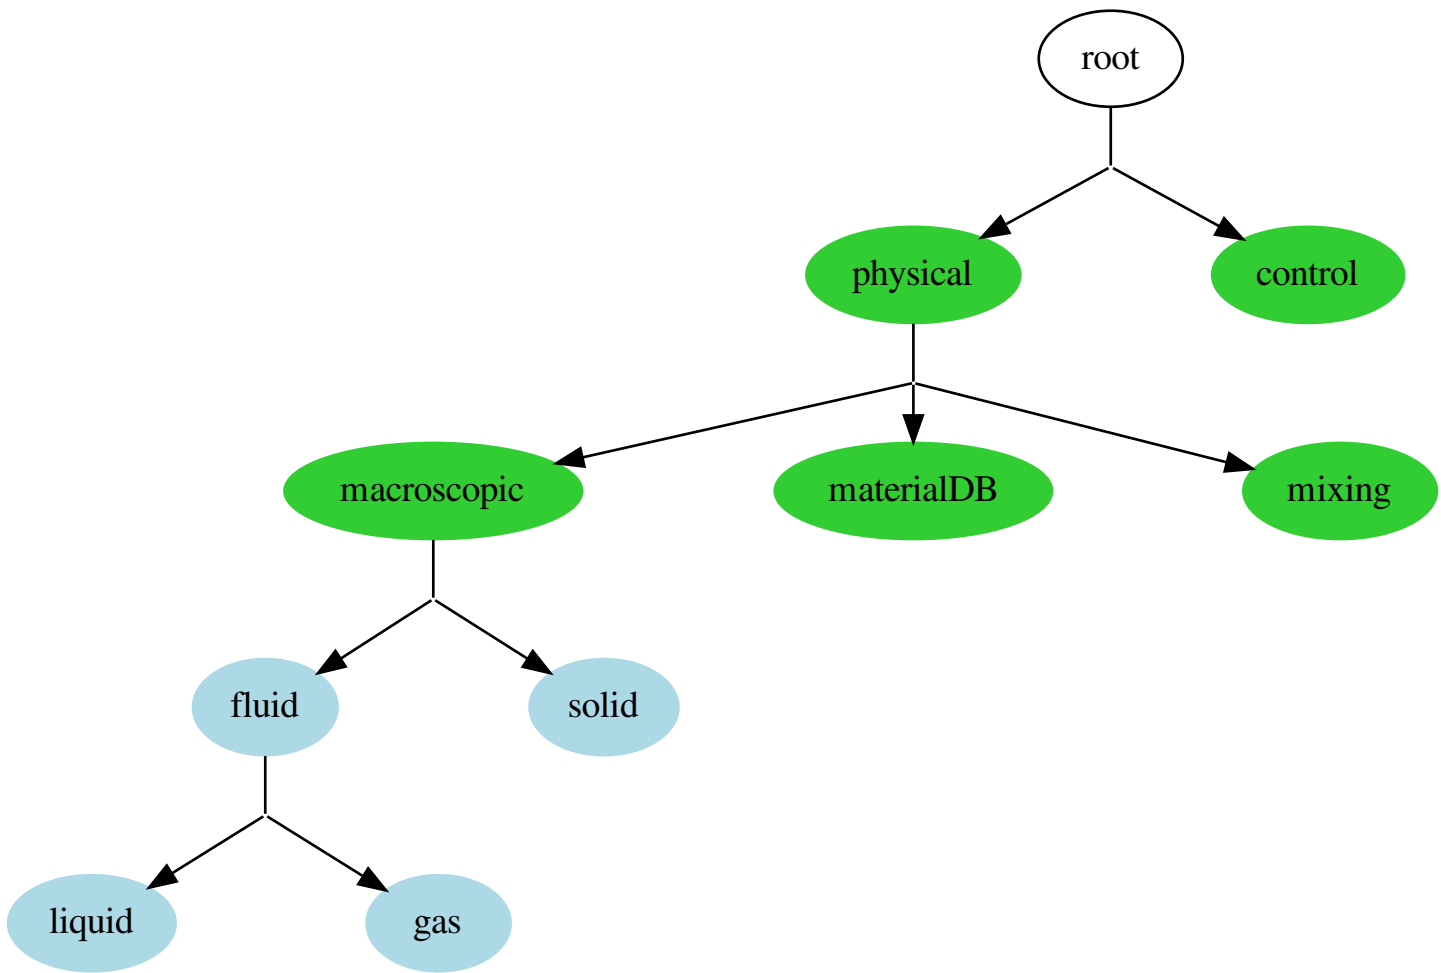 root
physical
control
macroscopic
materialDB
mixing
fluid
solid
liquid
gas